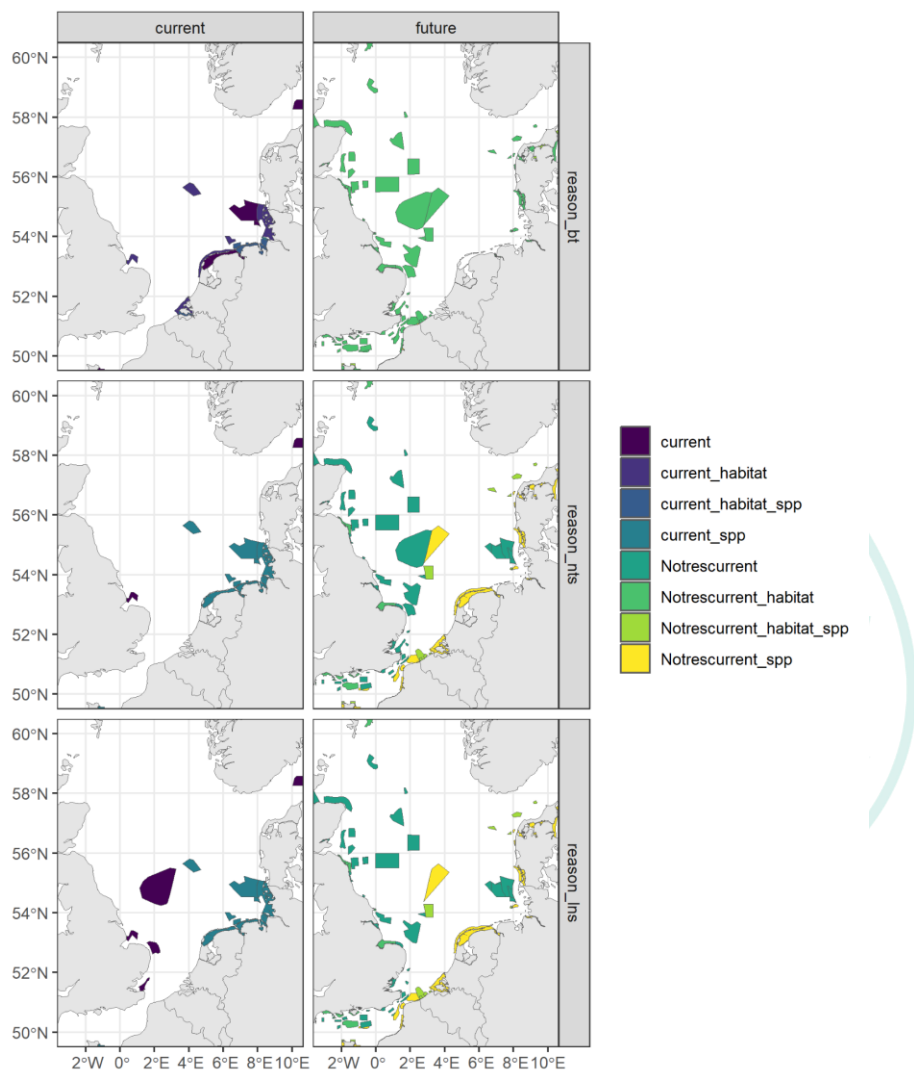 current
future
60°N
58°N
56°N
54°N
52°N
50°N
reason_bt
60°N
58°N
56°N
54°N
52°N
50°N
reason_nts
current
current_habitat
current_habitat_spp
current_spp
Notrescurrent
Notrescurrent_habitat
Notrescurrent_habitat_spp
Notrescurrent_spp
60°N
58°N
56°N
54°N
52°N
50°N
reason_lns
2°W 0°E 2°E 4°E 6°E 8°E 10°E 2°W 0°E 2°E 4°E 6°E 8°E 10°E